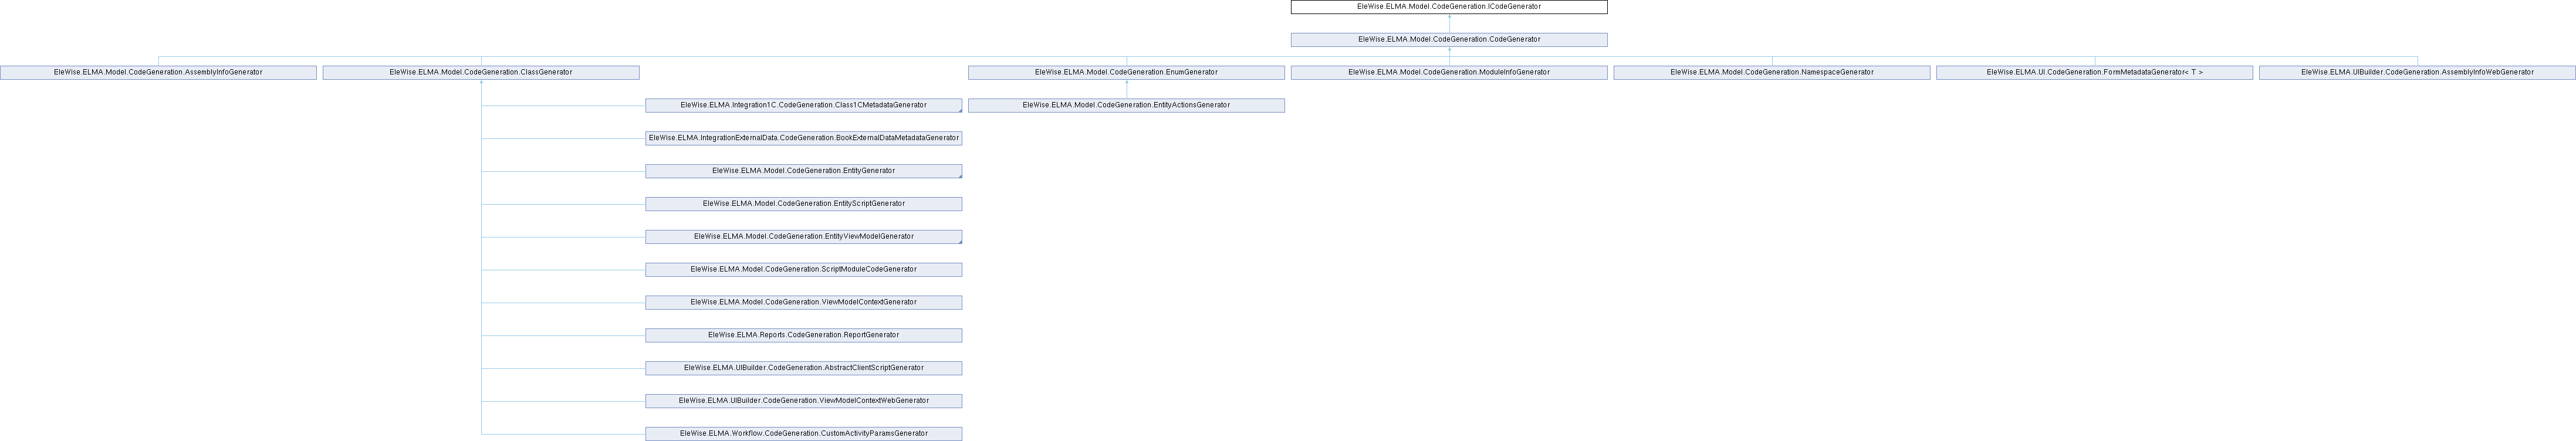 EleWise.ELMA.Model.CodeGeneration.ICodeGenerator
EleWise.ELMA.Model.CodeGeneration.CodeGenerator
EleWise.ELMA.Model.CodeGeneration.AssemblyInfoGenerator
EleWise.ELMA.Model.CodeGeneration.ClassGenerator
EleWise.ELMA.Model.CodeGeneration.EnumGenerator
EleWise.ELMA.Model.CodeGeneration.ModuleInfoGenerator
EleWise.ELMA.Model.CodeGeneration.NamespaceGenerator
EleWise.ELMA.UI.CodeGeneration.FormMetadataGenerator< T >
EleWise.ELMA.UIBuilder.CodeGeneration.AssemblyInfoWebGenerator
EleWise.ELMA.Integration1C.CodeGeneration.Class1CMetadataGenerator
EleWise.ELMA.Model.CodeGeneration.EntityActionsGenerator
EleWise.ELMA.IntegrationExternalData.CodeGeneration.BookExternalDataMetadataGenerator
EleWise.ELMA.Model.CodeGeneration.EntityGenerator
EleWise.ELMA.Model.CodeGeneration.EntityScriptGenerator
EleWise.ELMA.Model.CodeGeneration.EntityViewModelGenerator
EleWise.ELMA.Model.CodeGeneration.ScriptModuleCodeGenerator
EleWise.ELMA.Model.CodeGeneration.ViewModelContextGenerator
EleWise.ELMA.Reports.CodeGeneration.ReportGenerator
EleWise.ELMA.UIBuilder.CodeGeneration.AbstractClientScriptGenerator
EleWise.ELMA.UIBuilder.CodeGeneration.ViewModelContextWebGenerator
EleWise.ELMA.Workflow.CodeGeneration.CustomActivityParamsGenerator